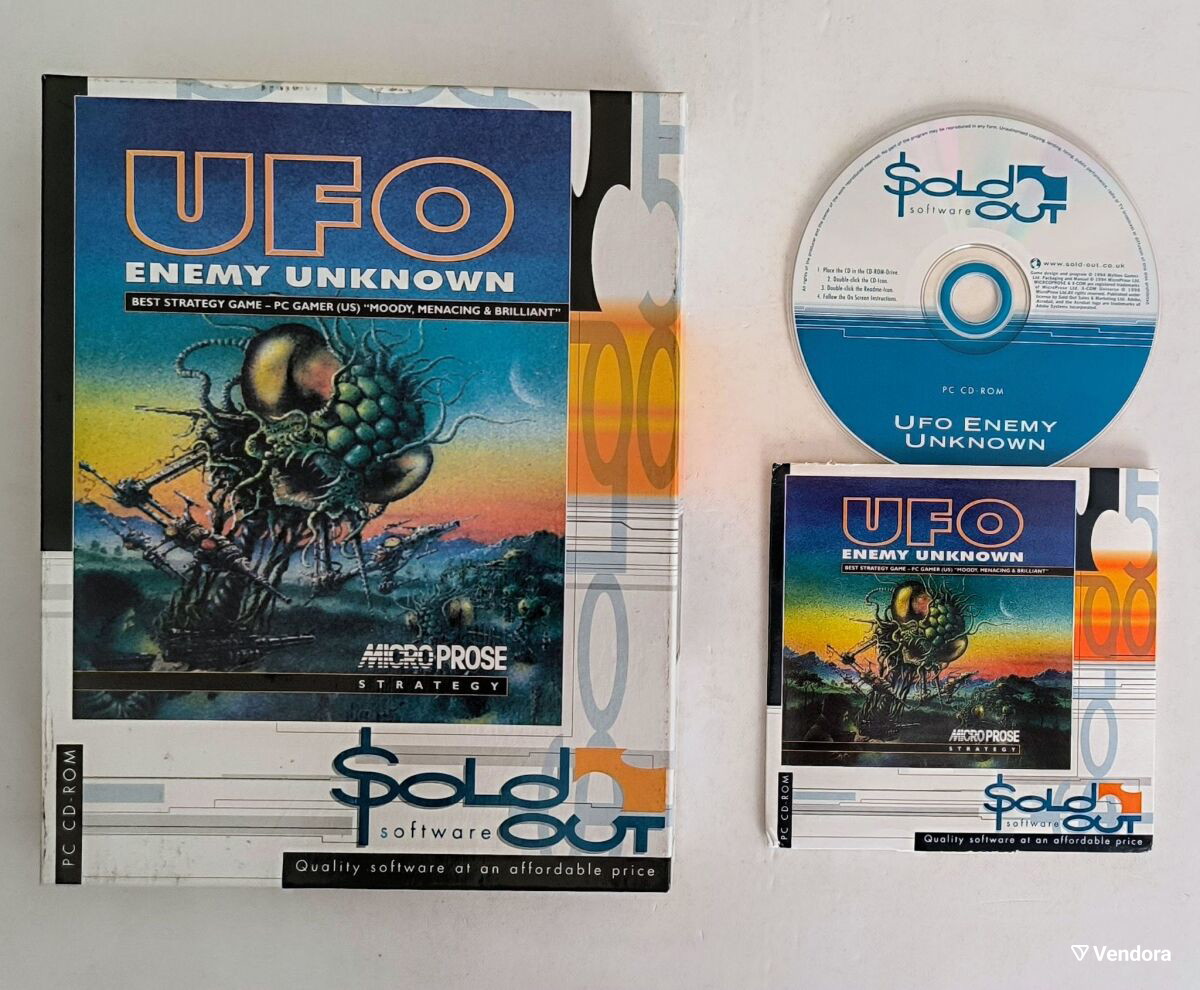 UFO
ENEMY UNKNOWN
BEST STRATEGY GAME – PC GAMER (US) "MOODY, MENACING & BRILLIANT"
MICROPROSE
STRATEGY
PC CD-ROM
$OLD
software OUT
Quality software at an affordable price
$OLD
software OUT
www.sold-out.co.uk
1. Place the CD in the CD-ROM-Drive.
2. Double-click the CD-Icon.
3. Double-click the Readme-Icon.
4. Follow the On Screen Instructions.
PC CD-ROM
UFO ENEMY
UNKNOWN
UFO
ENEMY UNKNOWN
BEST STRATEGY GAME – PC GAMER (US) "MOODY, MENACING & BRILLIANT"
MICROPROSE
STRATEGY
PC CD-ROM
$OLD
software OUT
Quality software at an affordable price
Vendora